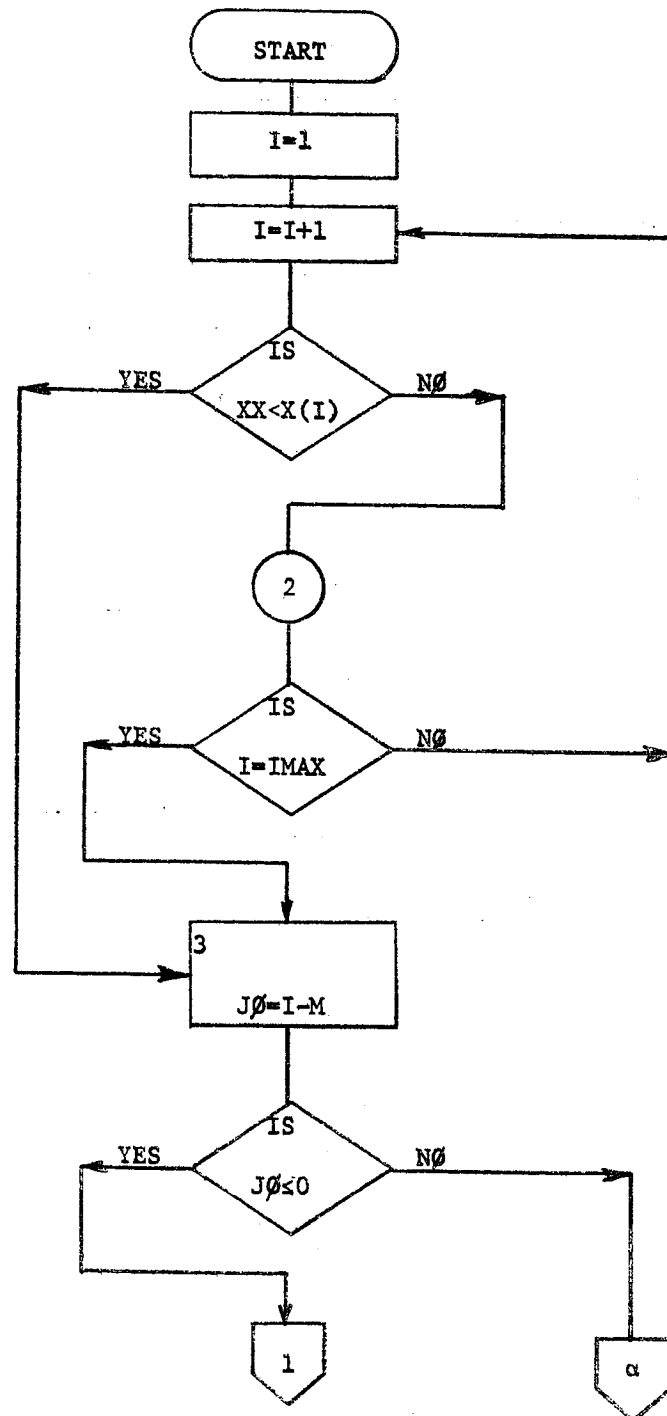 START
I=1
I=I+1
IS
YES
NØ
XX<X(I)
2
IS
YES
NØ
I=IMAX
3
JØ=I-M
IS
YES
NØ
JØ≤0
1
α